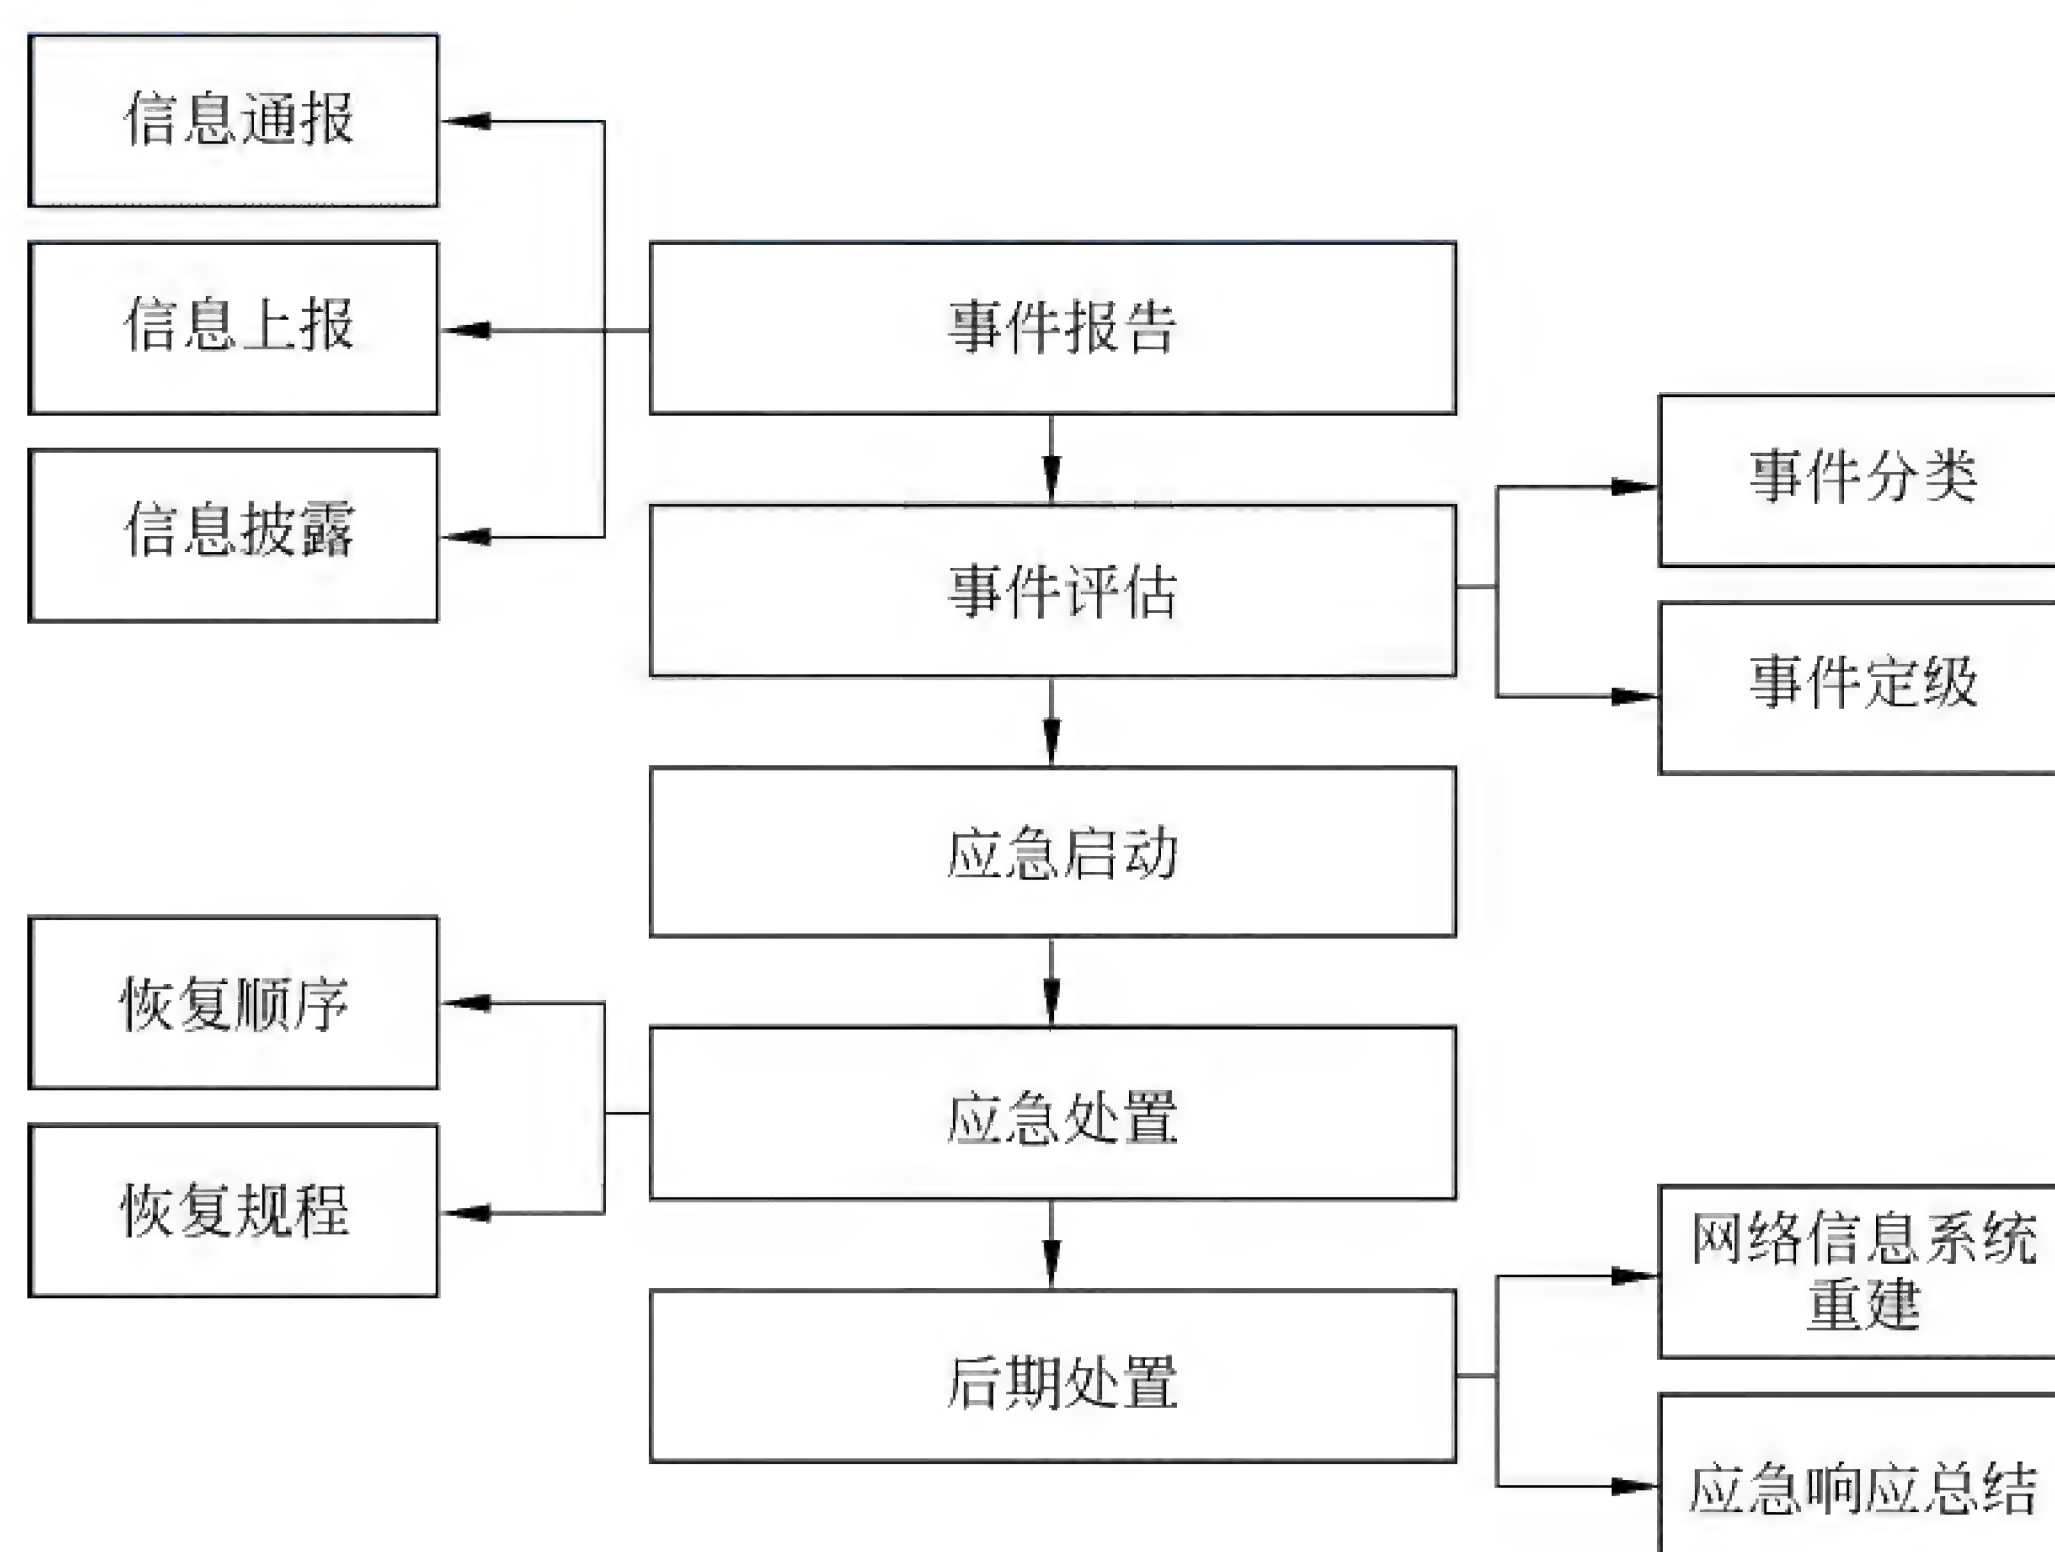 信息通报
信息上报
事件报告
事件分类
信息披露
事件评估
事件定级
应急启动
恢复顺序
应急处置
恢复规程
网络信息系统
重建
后期处置
应急响应总结